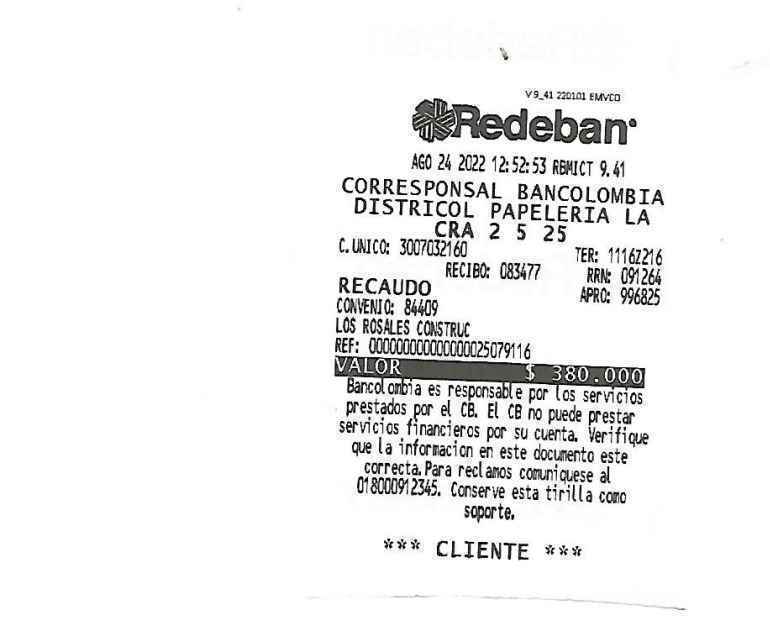 V 9_41 220101 EMVCO
Redeban
AGO 24 2022 12:52:53 RBMICT 9.41
CORRESPONSAL BANCOLOMBIA
DISTRICOL PAPELERIA LA
CRA 2 5 25
C. UNICO: 3007032160 TER: 1116Z216
RECIBO: 083477 RRN: 091264
RECAUDO APRO: 996825
CONVENIO: 84409
LOS ROSALES CONSTRUC
REF: 00000000000000025079116
VALOR $ 380.000
Bancolombia es responsable por los servicios
prestados por el CB. El CB no puede prestar
servicios financieros por su cuenta. Verifique
que la informacion en este documento este
correcta. Para reclamos comuniquese al
018000912345. Conserve esta tirilla como
soporte.
*** CLIENTE ***